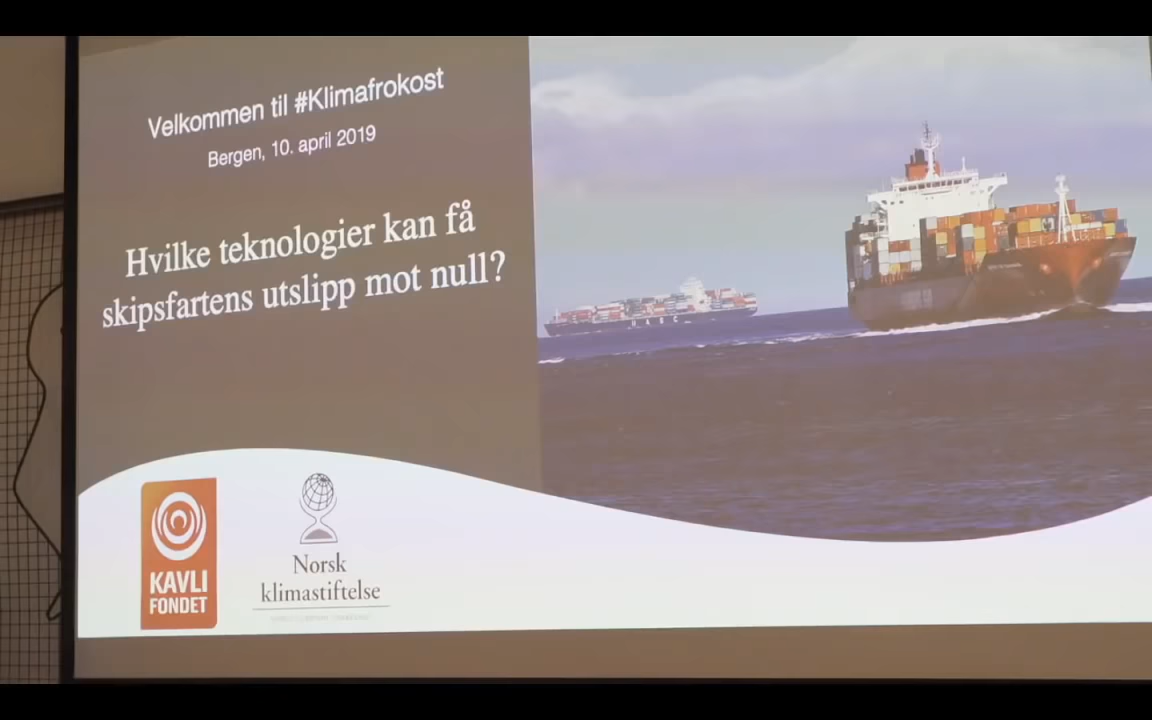 Velkommen til #Klimafrokost
Bergen, 10. april 2019
Hvilke teknologier kan få
skipsfartens utslipp mot null?
KAVLI
FONDET
Norsk
klimastiftelse